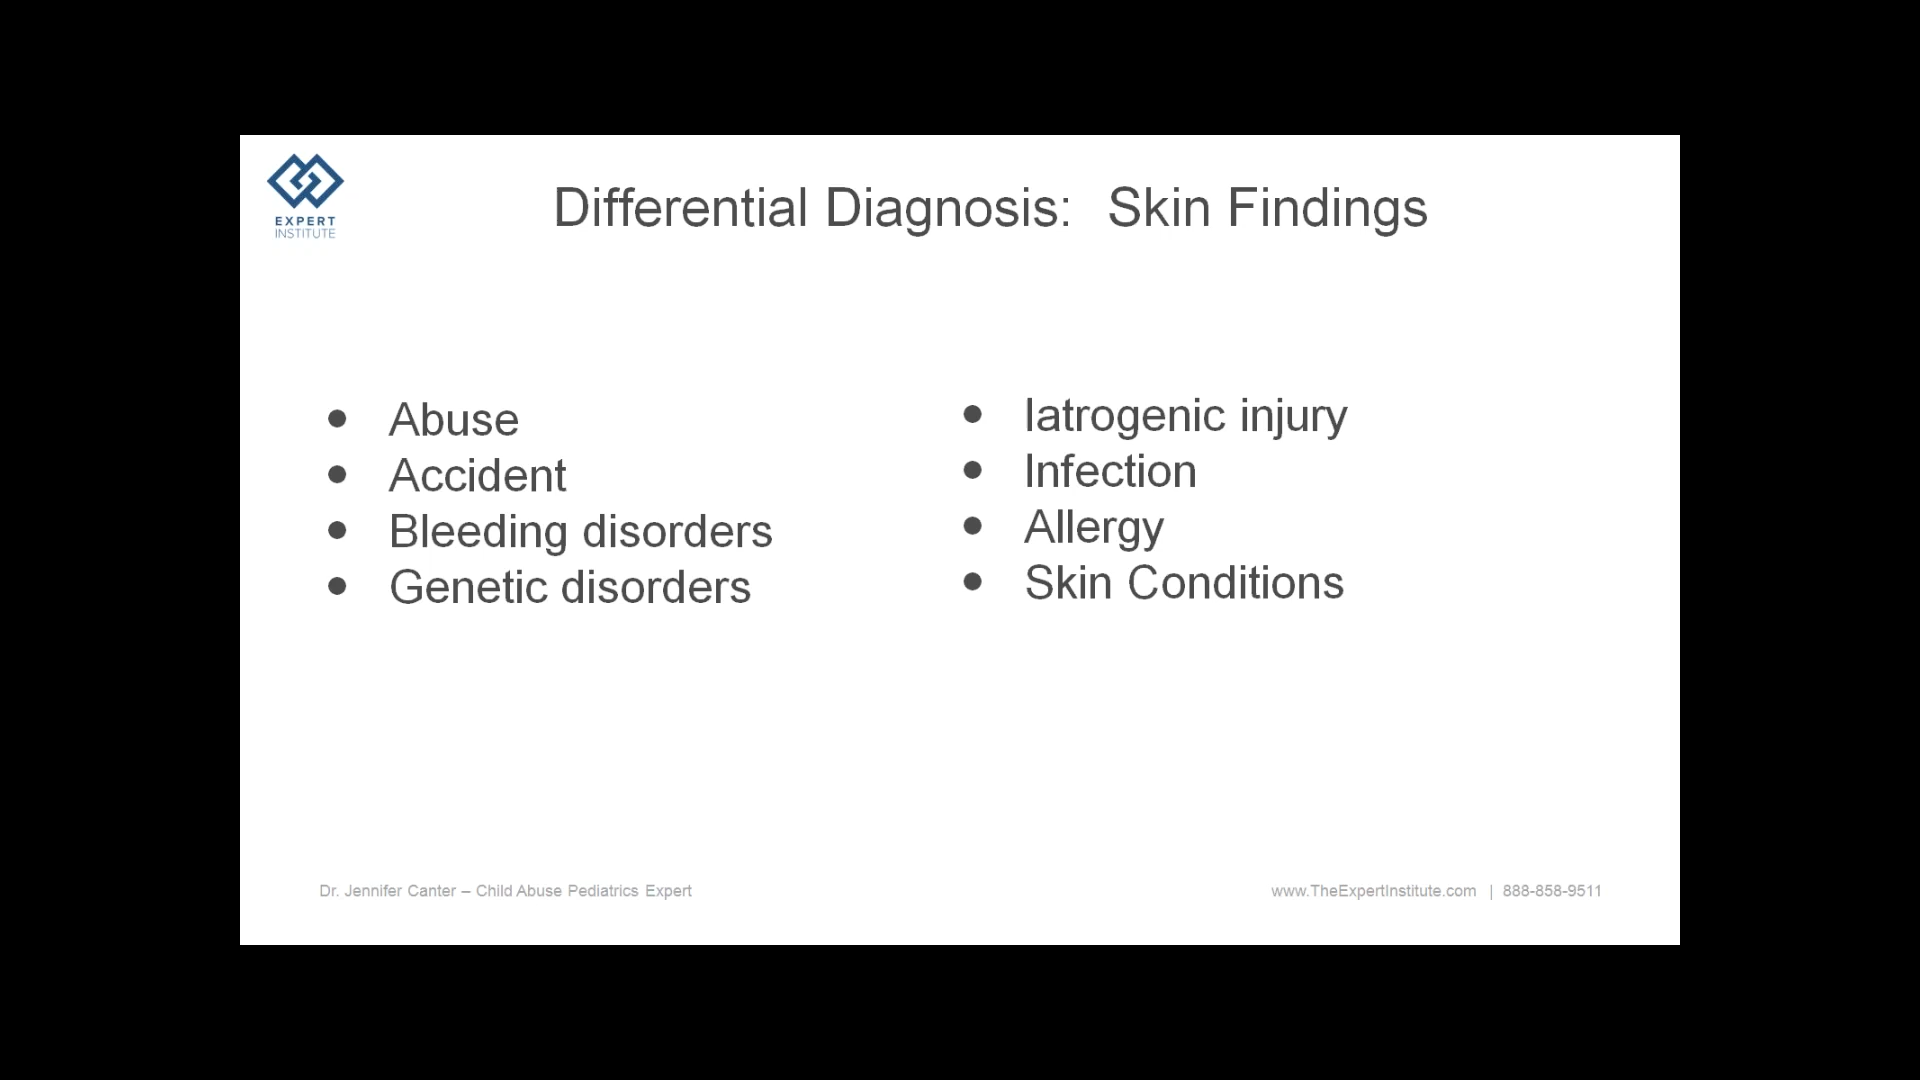 EXPERT
INSTITUTE
Differential Diagnosis: Skin Findings
• Abuse
• Accident
• Bleeding disorders
• Genetic disorders
• Iatrogenic injury
• Infection
• Allergy
• Skin Conditions
Dr. Jennifer Canter – Child Abuse Pediatrics Expert
www.TheExpertInstitute.com | 888-858-9511